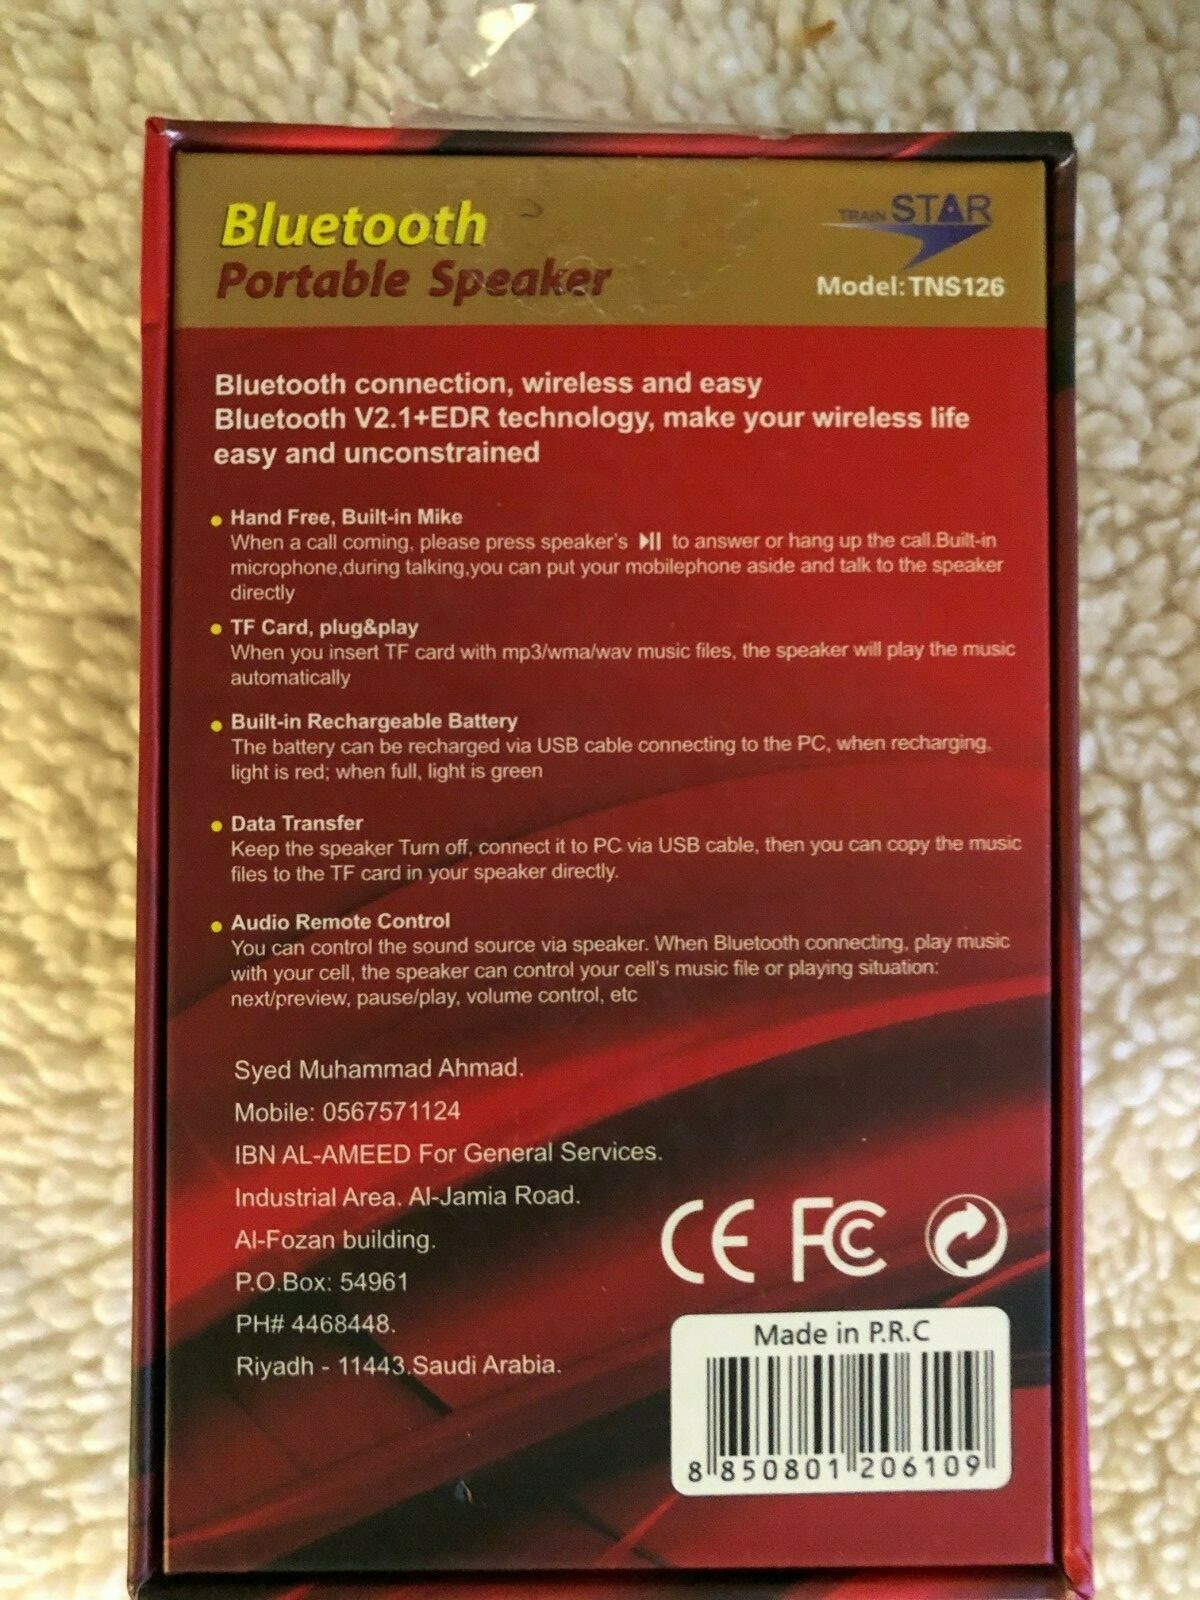 Bluetooth
Portable Speaker
TRAIN STAR
Model: TNS126
Bluetooth connection, wireless and easy
Bluetooth V2.1+EDR technology, make your wireless life
easy and unconstrained
Hand Free, Built-in Mike
When a call coming, please press speaker's ▶II to answer or hang up the call.Built-in
microphone,during talking,you can put your mobilephone aside and talk to the speaker
directly
TF Card, plug&play
When you insert TF card with mp3/wma/wav music files, the speaker will play the music
automatically
Built-in Rechargeable Battery
The battery can be recharged via USB cable connecting to the PC, when recharging,
light is red; when full, light is green
Data Transfer
Keep the speaker Turn off, connect it to PC via USB cable, then you can copy the music
files to the TF card in your speaker directly.
Audio Remote Control
You can control the sound source via speaker. When Bluetooth connecting, play music
with your cell, the speaker can control your cell's music file or playing situation:
next/preview, pause/play, volume control, etc
Syed Muhammad Ahmad.
Mobile: 0567571124
IBN AL-AMEED For General Services.
Industrial Area. Al-Jamia Road.
Al-Fozan building.
P.O.Box: 54961
PH# 4468448.
Riyadh - 11443.Saudi Arabia.
CE FC
Made in P.R.C
8 850801 206109